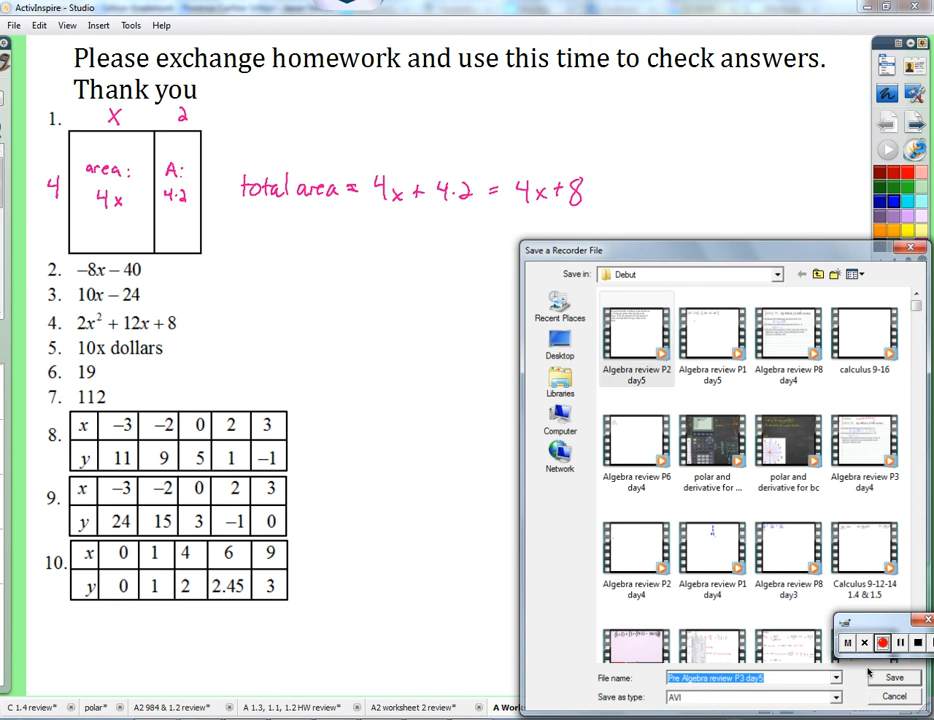 ActivInspire - Studio
File Edit View Insert Tools Help
Please exchange homework and use this time to check answers.
Thank you
1.
x 2
4
area: A:
4x 4·2
total area = 4x + 4·2 = 4x+8
2. −8x – 40
3. 10x – 24
4. 2x² + 12x + 8
5. 10x dollars
6. 19
7. 112
8.
x −3 −2 0 2 3
y 11 9 5 1 −1
9.
x −3 −2 0 2 3
y 24 15 3 −1 0
10.
x 0 1 4 6 9
y 0 1 2 2.45 3
Save a Recorder File
Save in: Debut
Recent Places
Desktop
Libraries
Computer
Network
Algebra review P2 day5
Algebra review P1 day5
Algebra review P8 day4
calculus 9-16
Algebra review P6 day4
polar and derivative for ...
polar and derivative for bc
Algebra review P3 day4
Algebra review P2 day4
Algebra review P1 day4
Algebra review P8 day3
Calculus 9-12-14 1.4 & 1.5
M
File name: Pre Algebra review P3 day5
Save
Save as type: AVI
Cancel
C 1.4 review* polar* A2 984 & 1.2 review* A 1.3, 1.1, 1.2 HW review* A2 worksheet 2 review* A Work